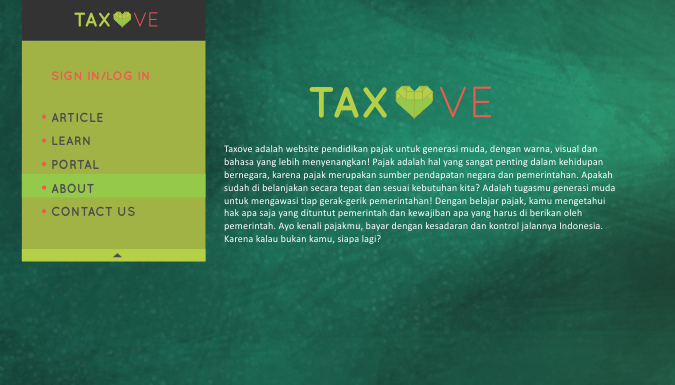 TAXOVE
SIGN IN/LOG IN
• ARTICLE
• LEARN
• PORTAL
• ABOUT
• CONTACT US
TAXOVE
Taxove adalah website pendidikan pajak untuk generasi muda, dengan warna, visual dan
bahasa yang lebih menyenangkan! Pajak adalah hal yang sangat penting dalam kehidupan
bernegara, karena pajak merupakan sumber pendapatan negara dan pemerintahan. Apakah
sudah di belanjakan secara tepat dan sesuai kebutuhan kita? Adalah tugasmu generasi muda
untuk mengawasi tiap gerak-gerik pemerintahan! Dengan belajar pajak, kamu mengetahui
hak apa saja yang dituntut pemerintah dan kewajiban apa yang harus di berikan oleh
pemerintah. Ayo kenali pajakmu, bayar dengan kesadaran dan kontrol jalannya Indonesia.
Karena kalau bukan kamu, siapa lagi?